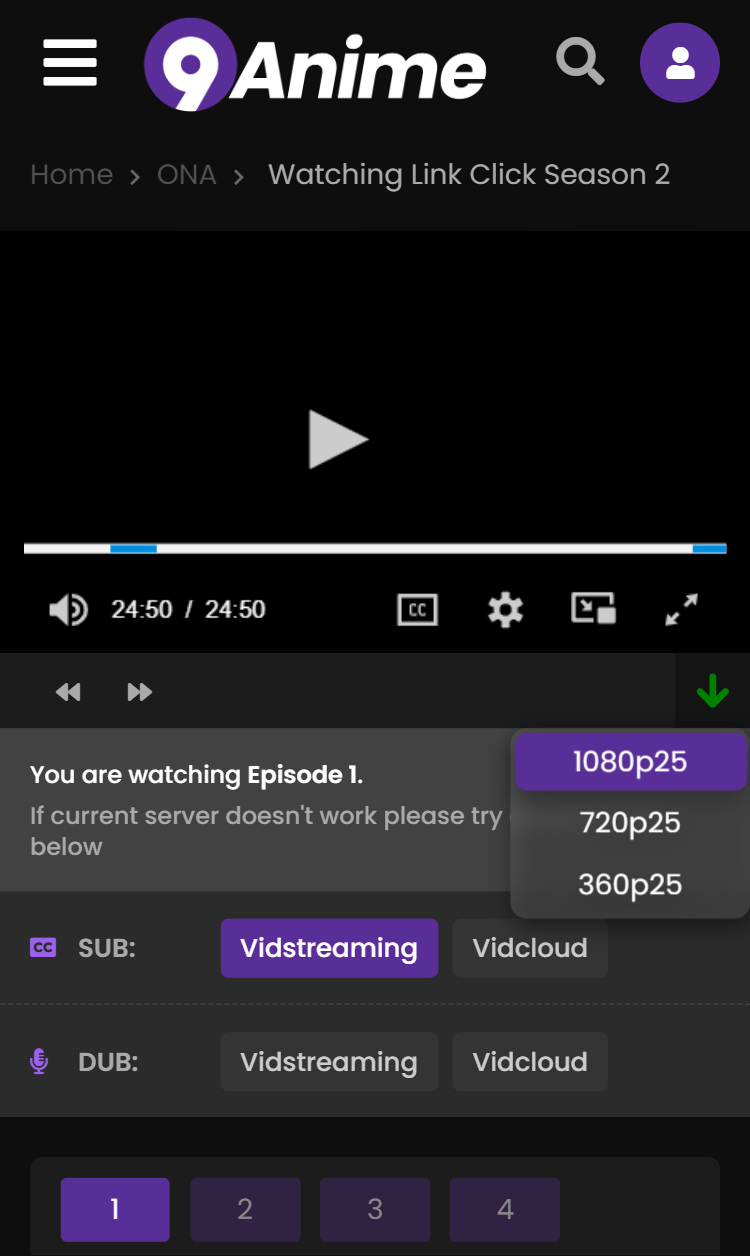 9Anime
Home > ONA > Watching Link Click Season 2
24:50 / 24:50
CC
You are watching Episode 1.
If current server doesn't work please try
below
1080p25
720p25
360p25
CC SUB: Vidstreaming Vidcloud
DUB: Vidstreaming Vidcloud
1 2 3 4